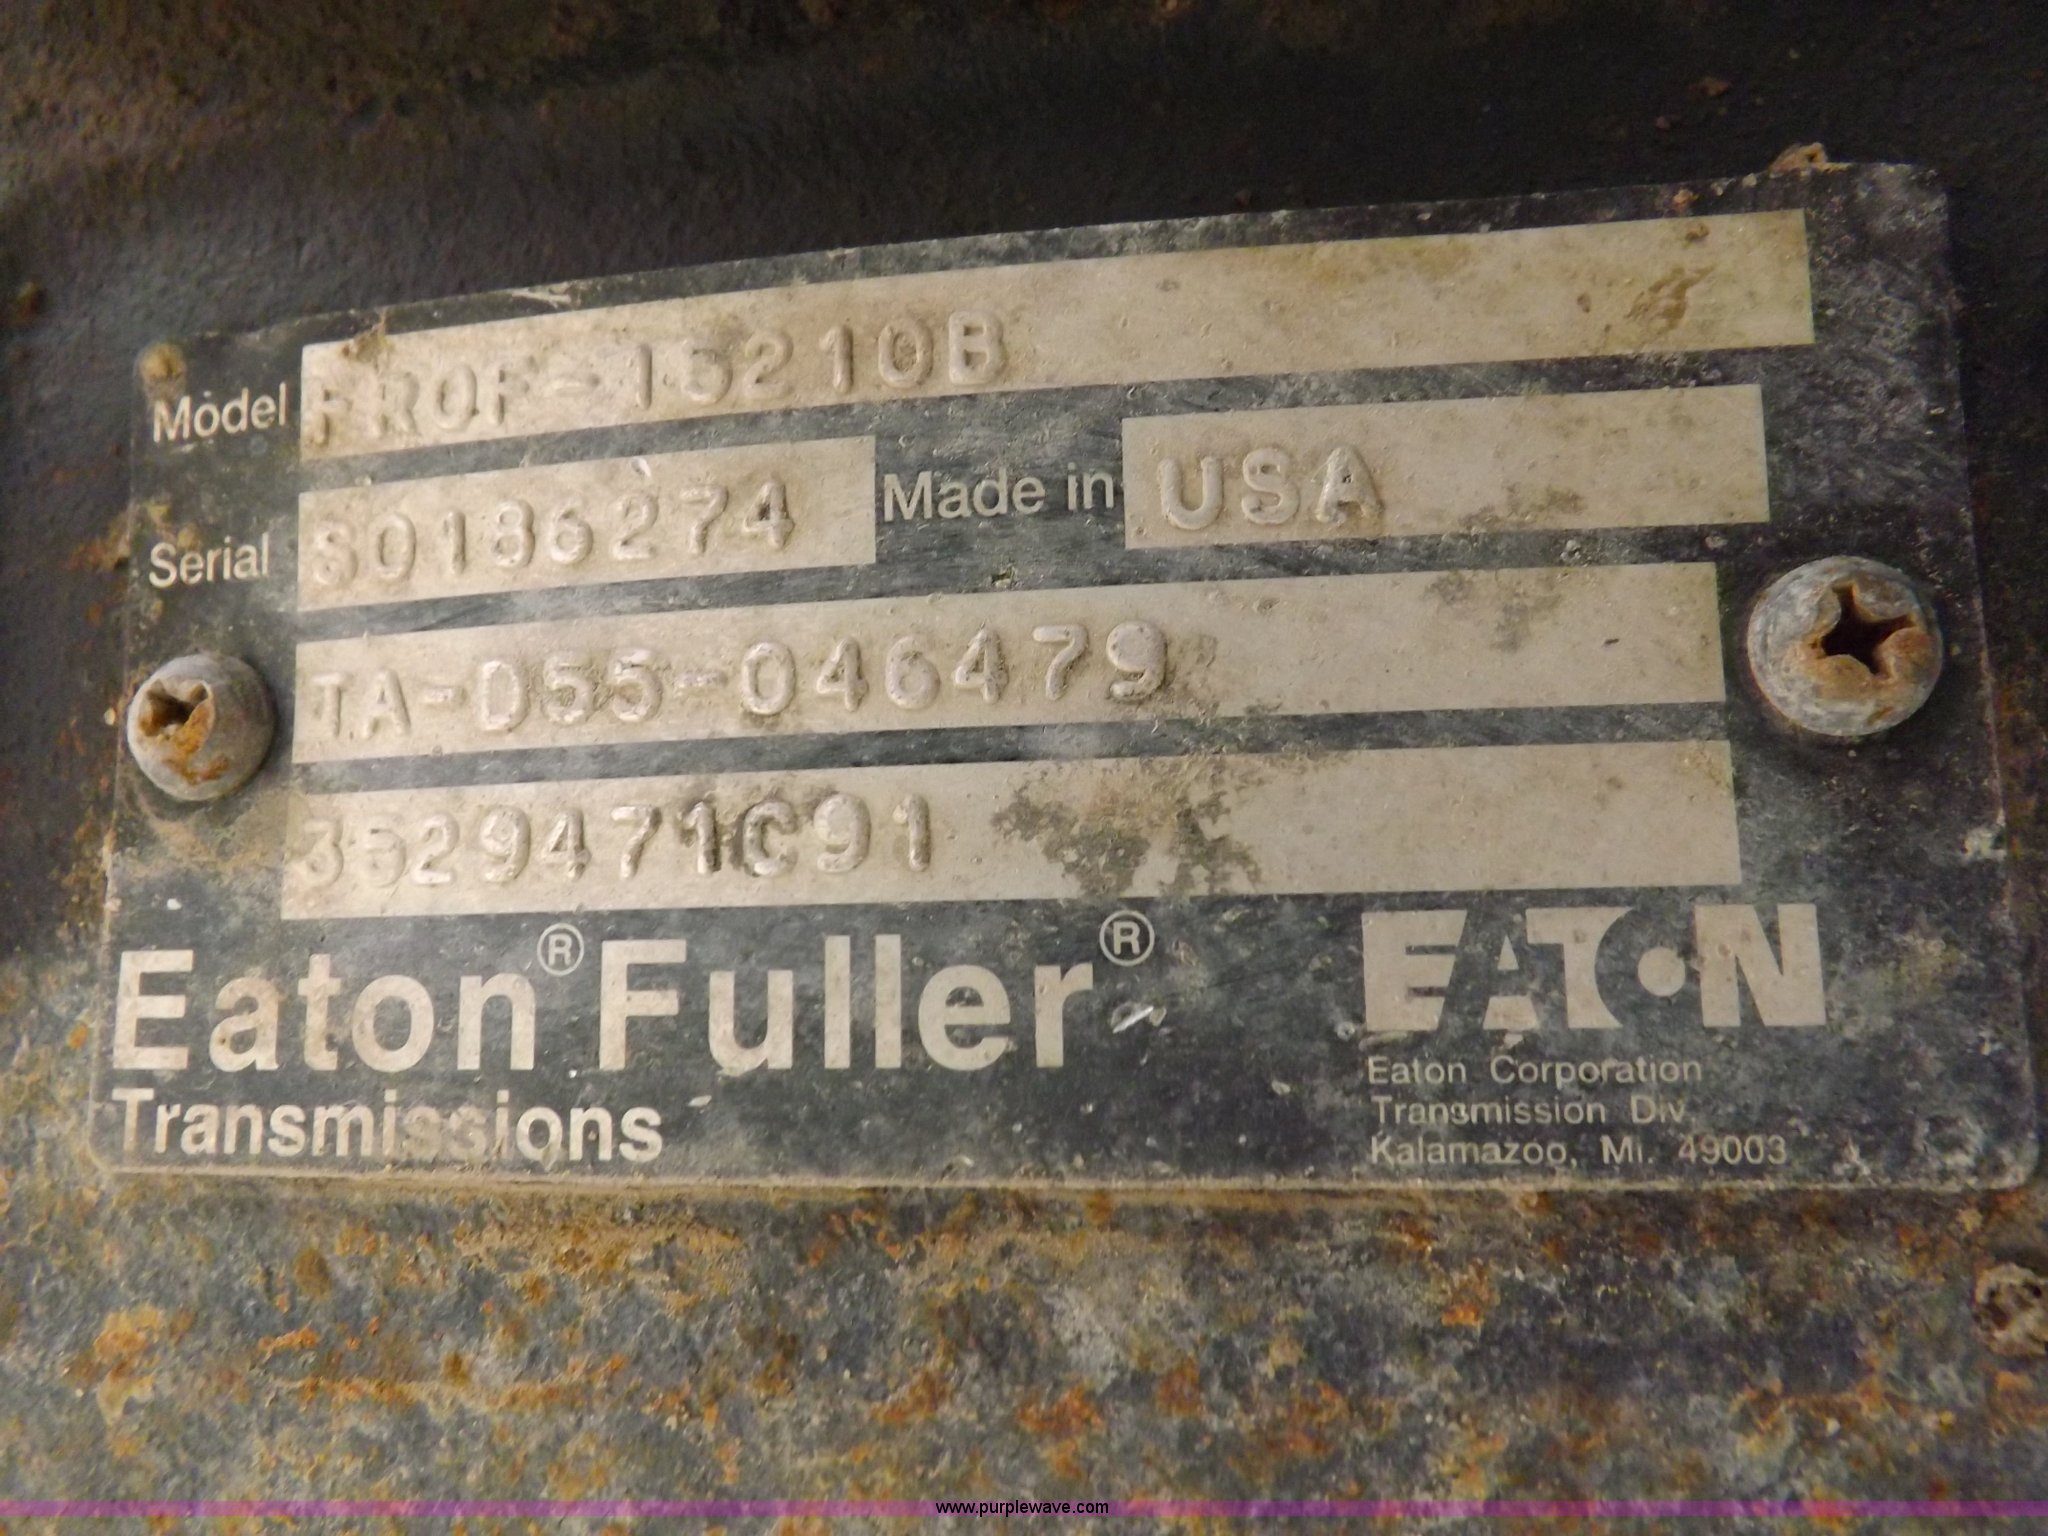 Model FROF-15210B
Serial S0186274 Made in USA
TA-055-046479
3529471C91
Eaton® Fuller® EATON
Transmissions
Eaton Corporation
Transmission Div.
Kalamazoo, MI. 49003
www.purplewave.com